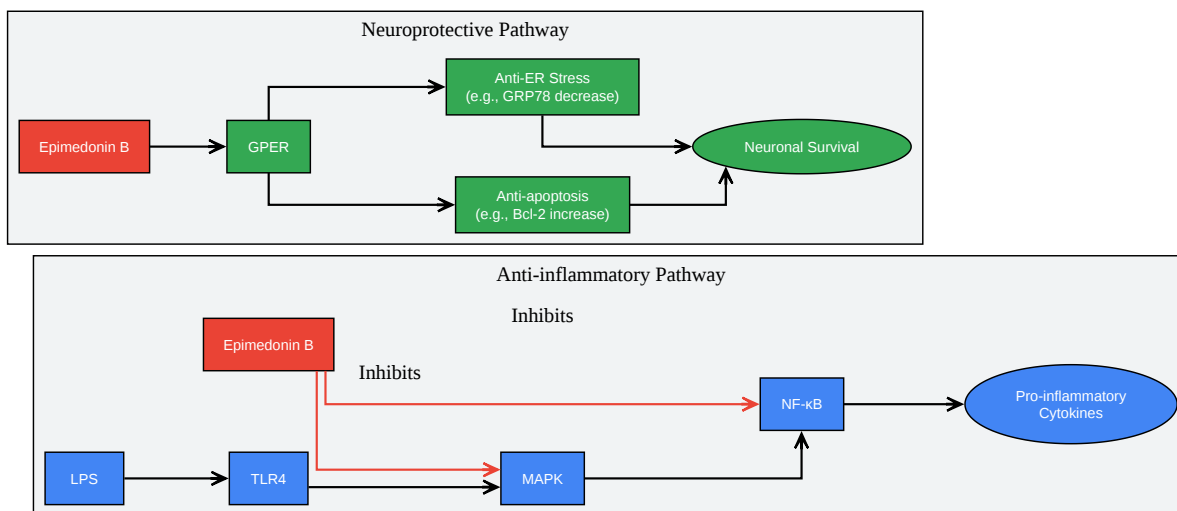 Neuroprotective Pathway
Anti-ER Stress
(e.g., GRP78 decrease)
Epimedonin B
GPER
Neuronal Survival
Anti-apoptosis
(e.g., Bcl-2 increase)
Anti-inflammatory Pathway
Inhibits
Epimedonin B
Inhibits
NF-κB
Pro-inflammatory
Cytokines
LPS
TLR4
MAPK